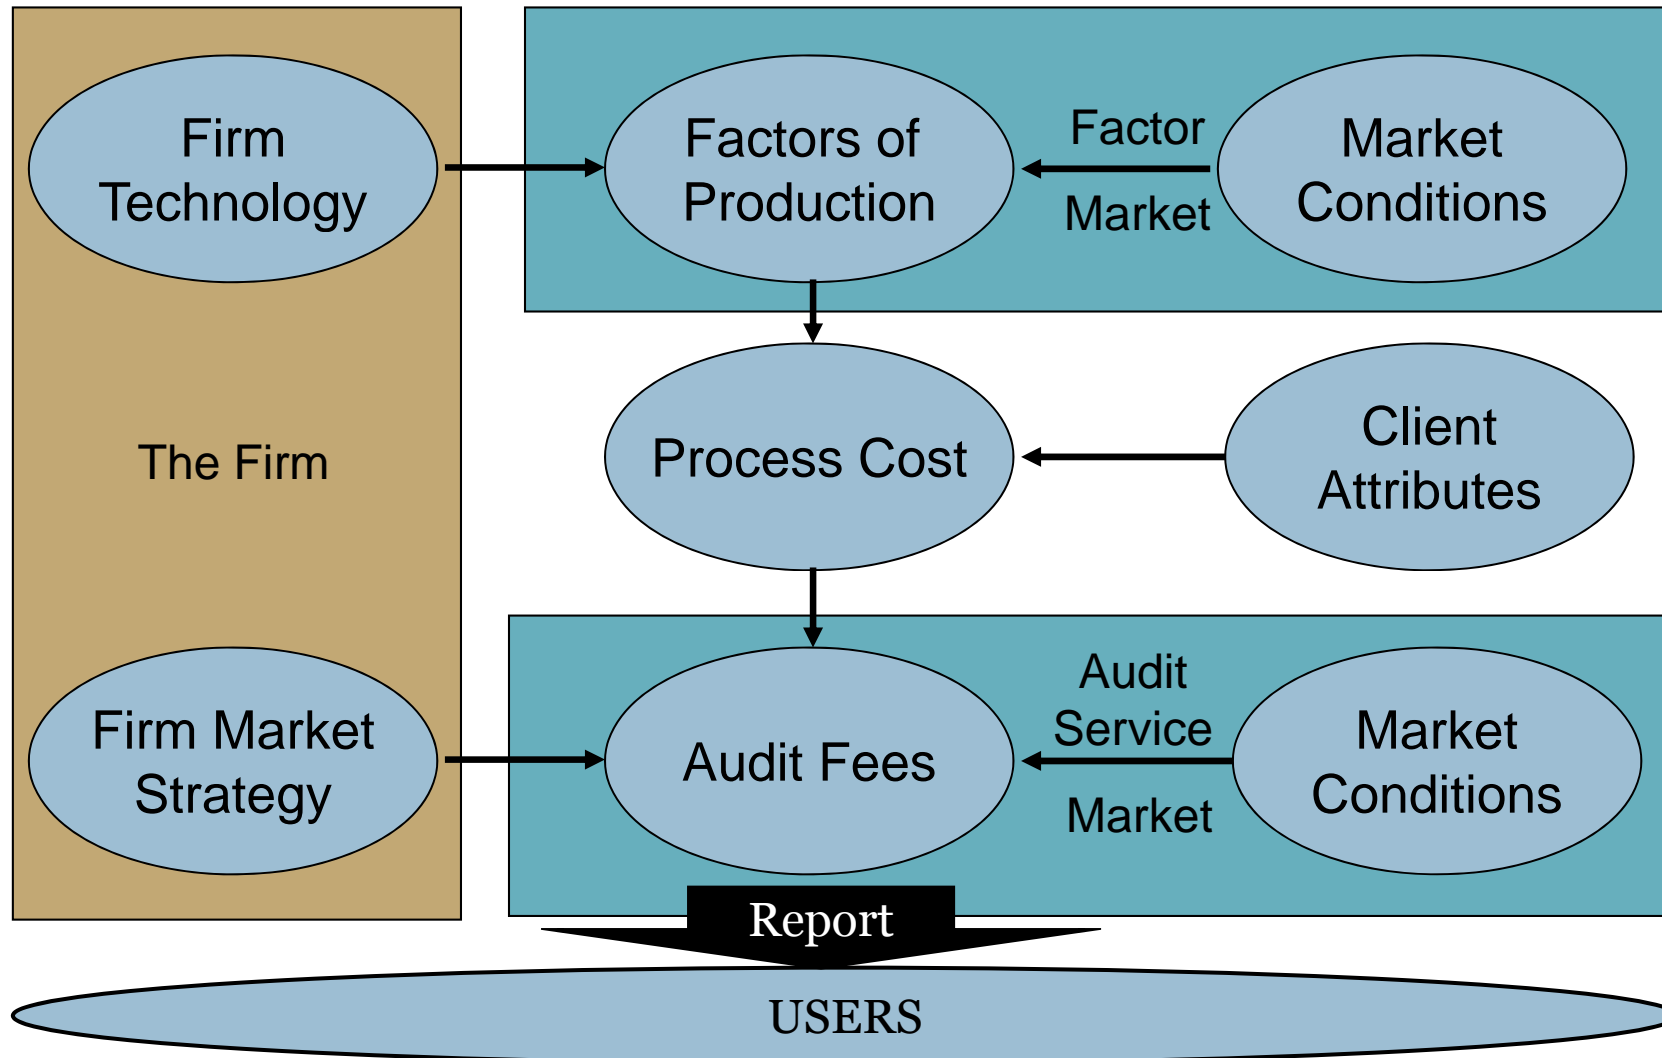 Firm
Technology
Factors of
Production
Factor
Market
Market
Conditions
The Firm
Process Cost
Client
Attributes
Firm Market
Strategy
Audit Fees
Audit
Service
Market
Market
Conditions
Report
USERS